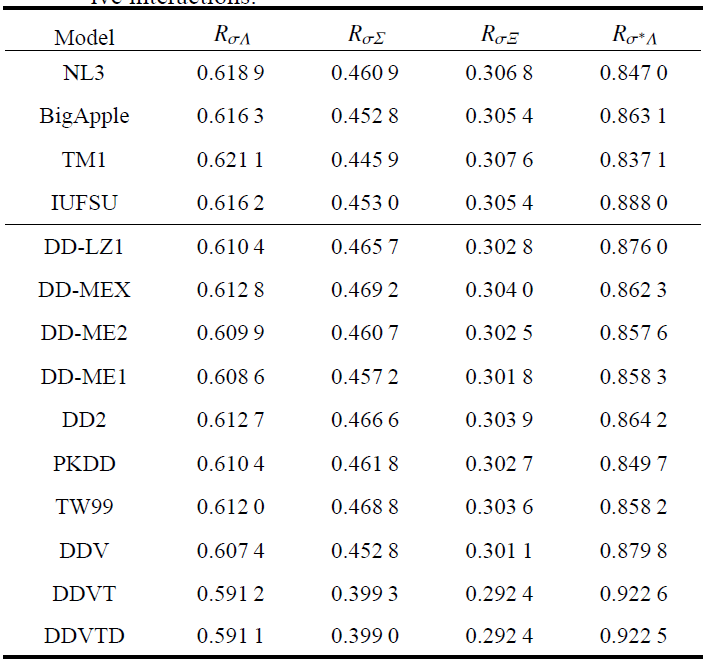 ive interactions.
Model R_{σΛ} R_{σΣ} R_{σΞ} R_{σ*Λ}
NL3 0.618 9 0.460 9 0.306 8 0.847 0
BigApple 0.616 3 0.452 8 0.305 4 0.863 1
TM1 0.621 1 0.445 9 0.307 6 0.837 1
IUFSU 0.616 2 0.453 0 0.305 4 0.888 0
DD-LZ1 0.610 4 0.465 7 0.302 8 0.876 0
DD-MEX 0.612 8 0.469 2 0.304 0 0.862 3
DD-ME2 0.609 9 0.460 7 0.302 5 0.857 6
DD-ME1 0.608 6 0.457 2 0.301 8 0.858 3
DD2 0.612 7 0.466 6 0.303 9 0.864 2
PKDD 0.610 4 0.461 8 0.302 7 0.849 7
TW99 0.612 0 0.468 8 0.303 6 0.858 2
DDV 0.607 4 0.452 8 0.301 1 0.879 8
DDVT 0.591 2 0.399 3 0.292 4 0.922 6
DDVTD 0.591 1 0.399 0 0.292 4 0.922 5